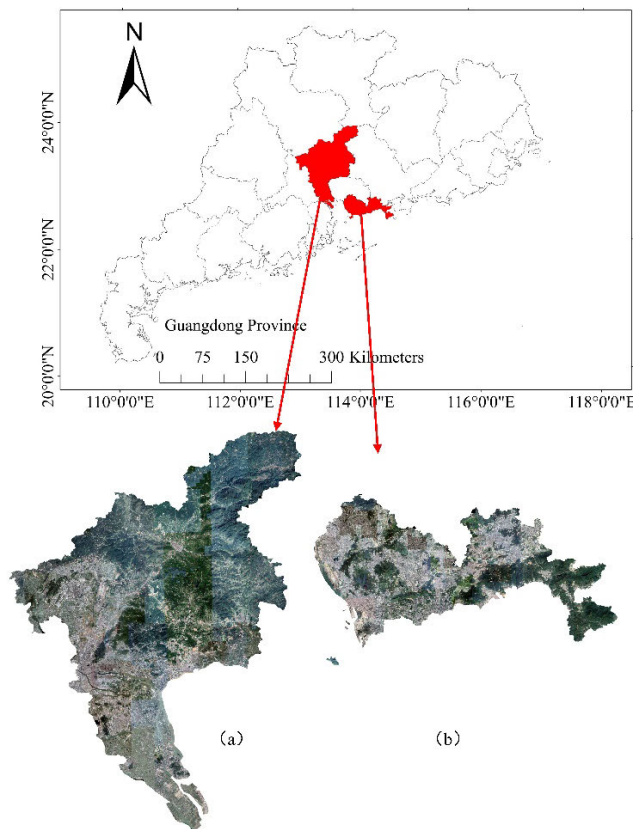 N
24°0'0"N
22°0'0"N
20°0'0"N
Guangdong Province
0 75 150 300 Kilometers
110°0'0"E 112°0'0"E 114°0'0"E 116°0'0"E 118°0'0"E
（a） （b）